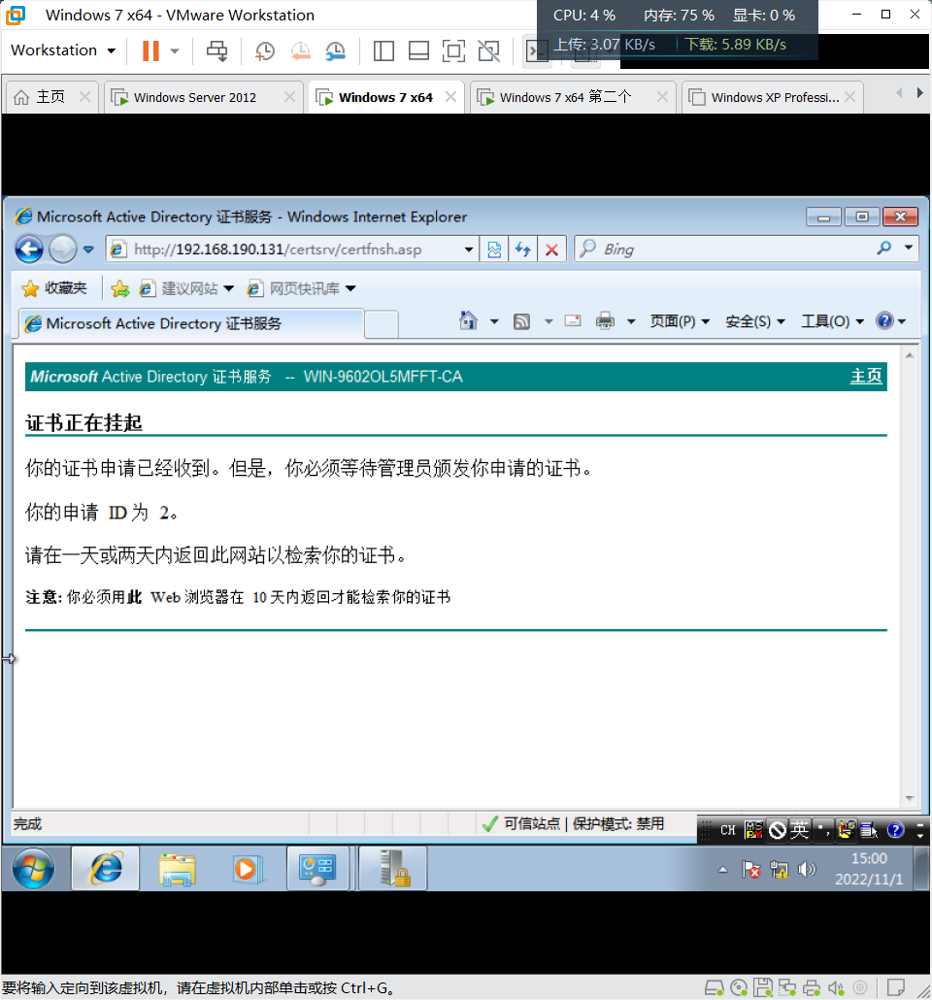 Windows 7 x64 - VMware Workstation
CPU: 4 % 内存: 75 % 显卡: 0 %
上传: 3.07 KB/s 下载: 5.89 KB/s
Workstation
主页 Windows Server 2012 Windows 7 x64 Windows 7 x64 第二个 Windows XP Professi...
Microsoft Active Directory 证书服务 - Windows Internet Explorer
http://192.168.190.131/certsrv/certfnsh.asp Bing
收藏夹 建议网站 网页快讯库
Microsoft Active Directory 证书服务 页面(P) 安全(S) 工具(O)
Microsoft Active Directory 证书服务 -- WIN-9602OL5MFFT-CA 主页
证书正在挂起
你的证书申请已经收到。但是，你必须等待管理员颁发你申请的证书。
你的申请 ID 为 2。
请在一天或两天内返回此网站以检索你的证书。
注意: 你必须用此 Web 浏览器在 10 天内返回才能检索你的证书
完成 可信站点 | 保护模式: 禁用
CH 英
15:00
2022/11/1
要将输入定向到该虚拟机，请在虚拟机内部单击或按 Ctrl+G。